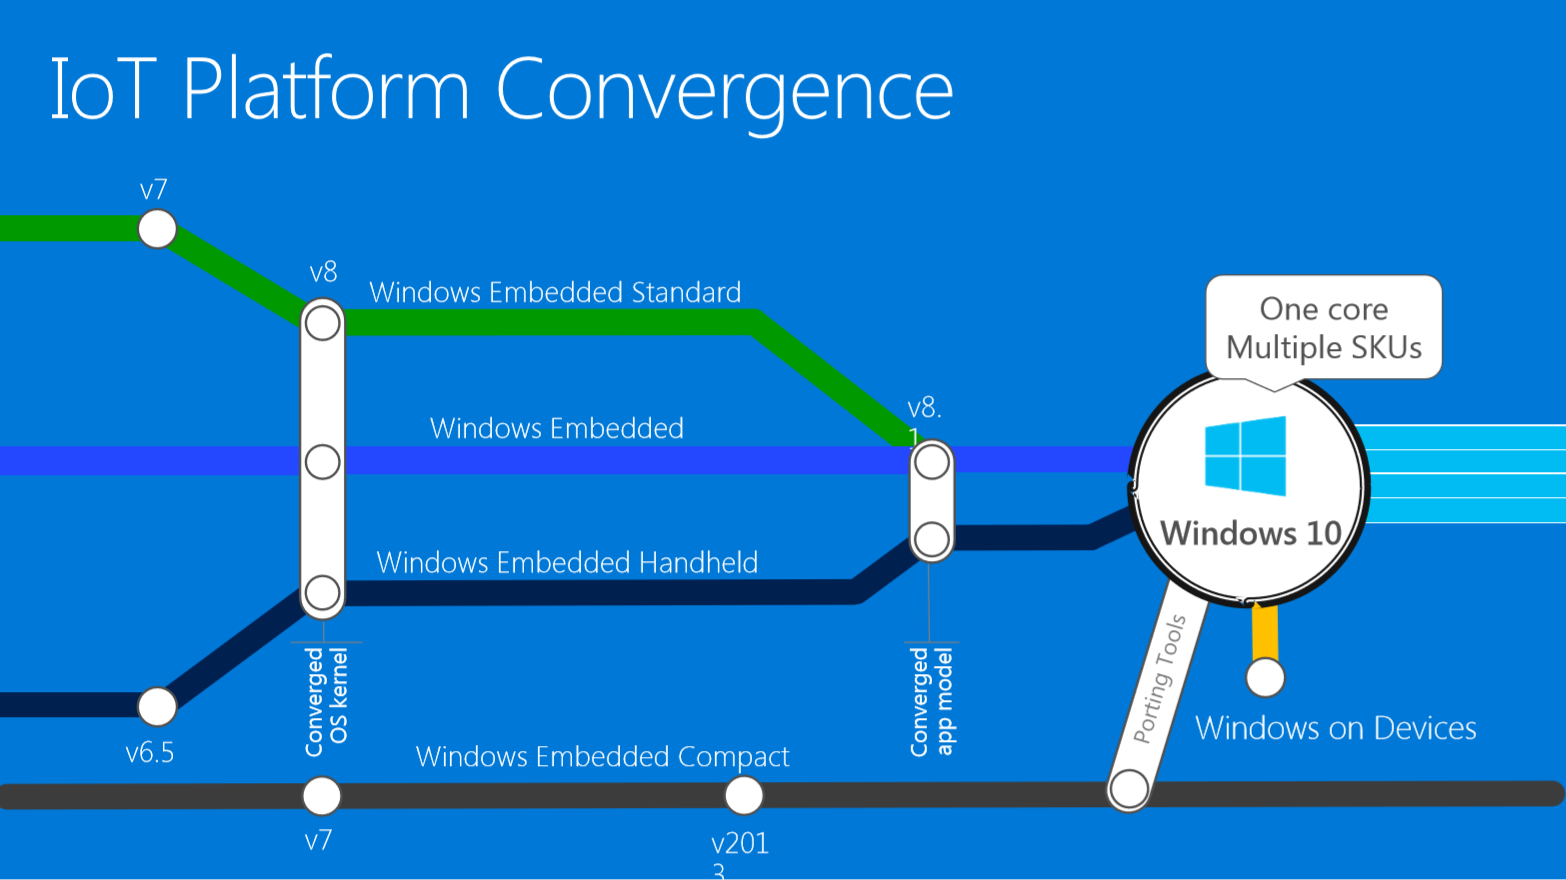 IoT Platform Convergence
v7
v8
Windows Embedded Standard
One core
Multiple SKUs
v8.
1
Windows Embedded
Windows 10
Windows Embedded Handheld
Converged
OS kernel
Converged
app model
Porting Tools
Windows on Devices
v6.5
Windows Embedded Compact
v7
v201
3